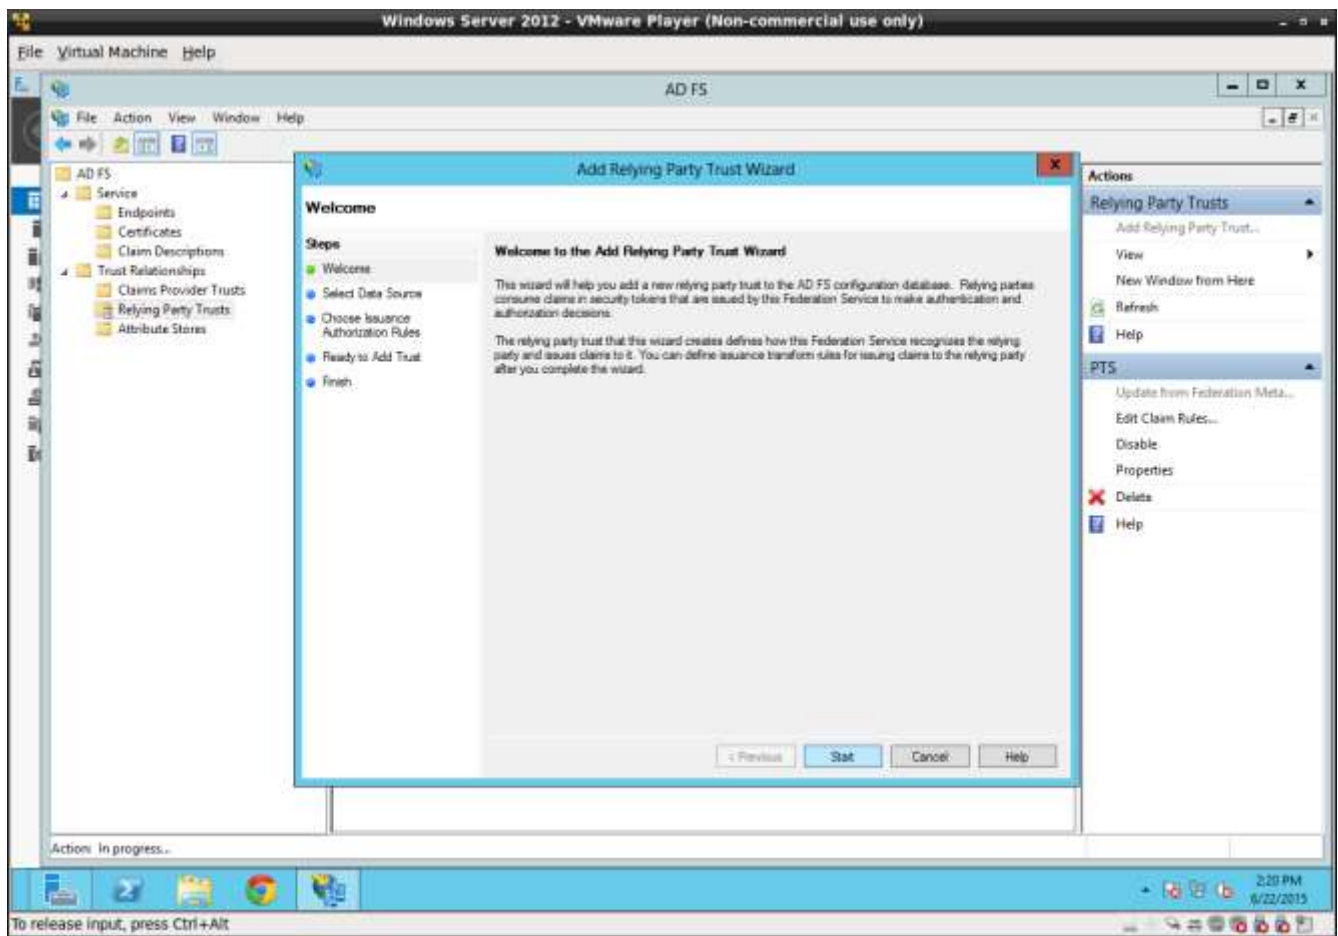 Windows Server 2012 - VMware Player (Non-commercial use only)
File Virtual Machine Help
AD FS
File Action View Window Help
AD FS
Service
Endpoints
Certificates
Claim Descriptions
Trust Relationships
Claims Provider Trusts
Relying Party Trusts
Attribute Stores
Add Relying Party Trust Wizard
Welcome
Steps
Welcome
Select Data Source
Choose Issuance
Authorization Rules
Ready to Add Trust
Finish
Welcome to the Add Relying Party Trust Wizard
This wizard will help you add a new relying party trust to the AD FS configuration database. Relying parties
consume claims in security tokens that are issued by this Federation Service to make authentication and
authorization decisions.
The relying party trust that this wizard creates defines how this Federation Service recognizes the relying
party and issues claims to it. You can define issuance transform rules for issuing claims to the relying party
after you complete the wizard.
< Previous Start Cancel Help
Actions
Relying Party Trusts
Add Relying Party Trust...
View
New Window from Here
Refresh
Help
PTS
Update from Federation Meta...
Edit Claim Rules...
Disable
Properties
Delete
Help
Action: In progress...
2:20 PM
6/22/2015
To release input, press Ctrl+Alt